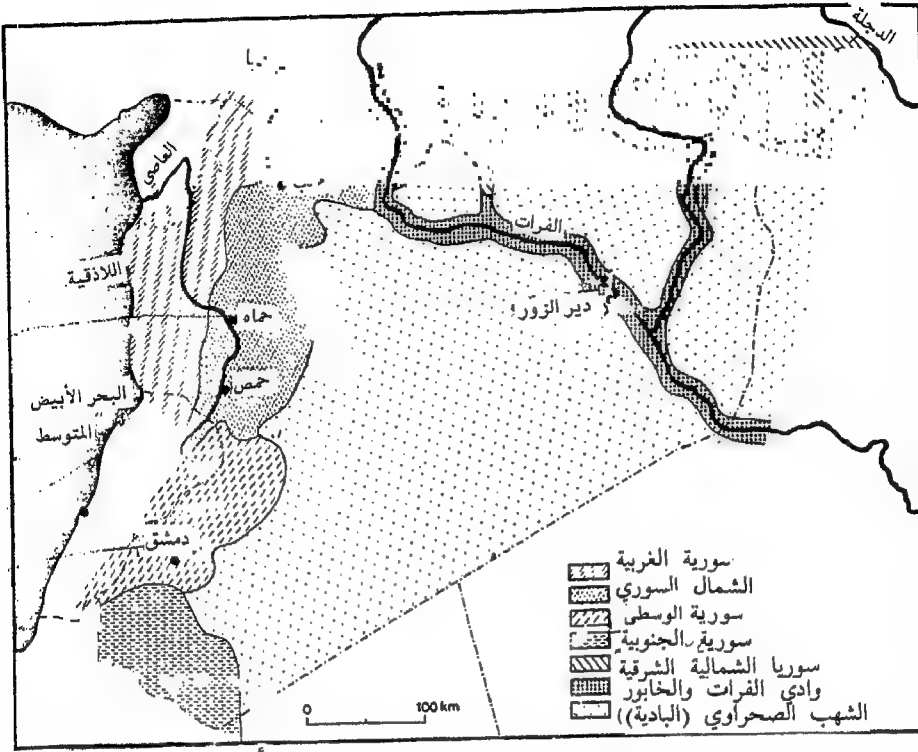 الدجلة
العاصي
الفرات
اللاذقية
دير الزور
حماه
حمص
البحر الأبيض
المتوسط
دمشق
سورية الغربية
الشمال السوري
سورية الوسطى
سورية الجنوبية
سوريا الشمالية الشرقية
وادي الفرات والخابور
الشهب الصحراوي (البادية))
0 100 km